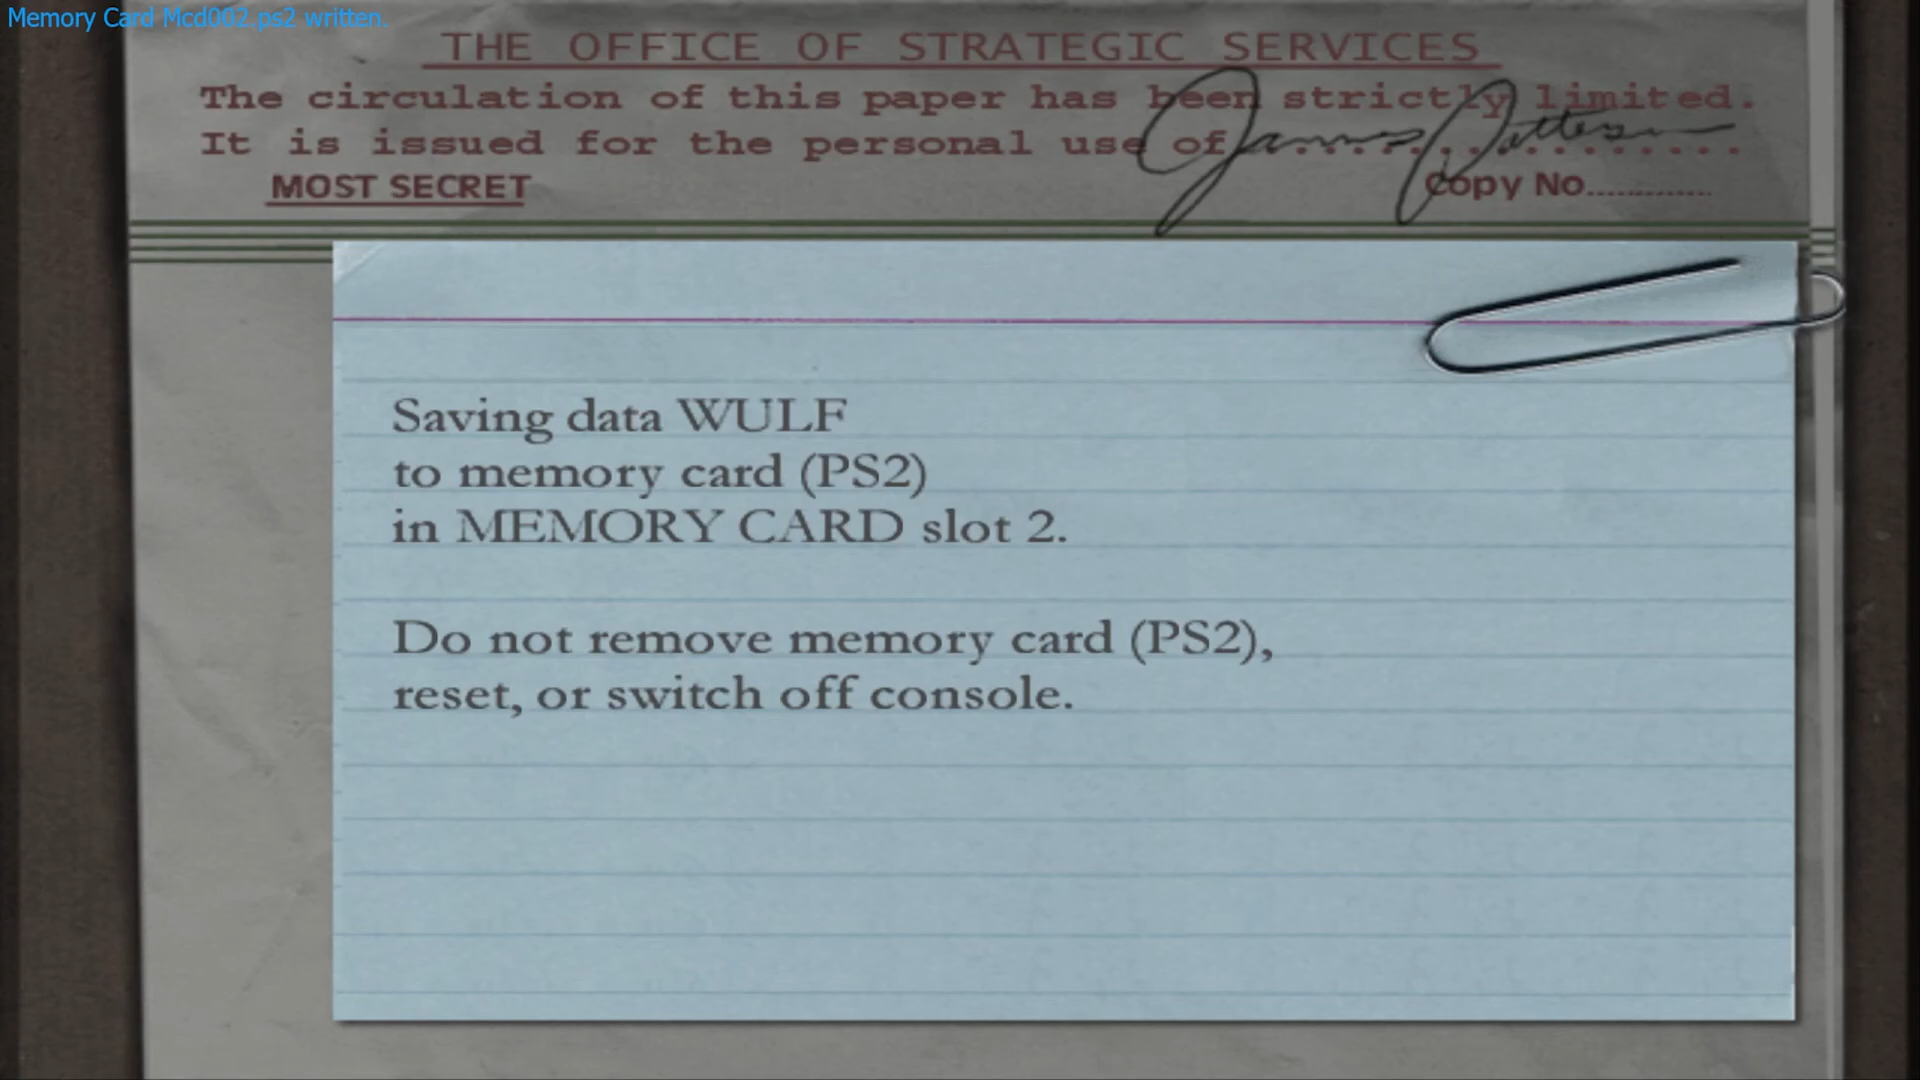 Memory Card Mcd002.ps2 written.
THE OFFICE OF STRATEGIC SERVICES
The circulation of this paper has been strictly limited.
It is issued for the personal use of James Patterson
MOST SECRET
Copy No.............
Saving data WULF
to memory card (PS2)
in MEMORY CARD slot 2.
Do not remove memory card (PS2),
reset, or switch off console.